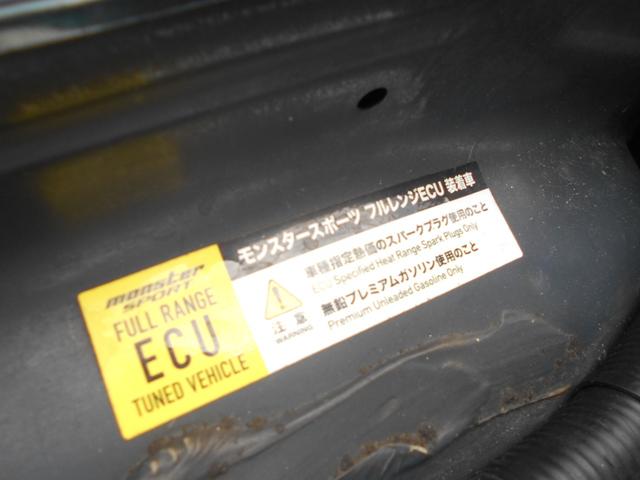 monster
SPORT
FULL RANGE
ECU
TUNED VEHICLE
モンスタースポーツ フルレンジECU 装着車
注意
WARNING
車種指定熱価のスパークプラグ使用のこと
ECU Specified Heat Range Spark Plugs Only
無鉛プレミアムガソリン使用のこと
Premium Unleaded Gasoline Only